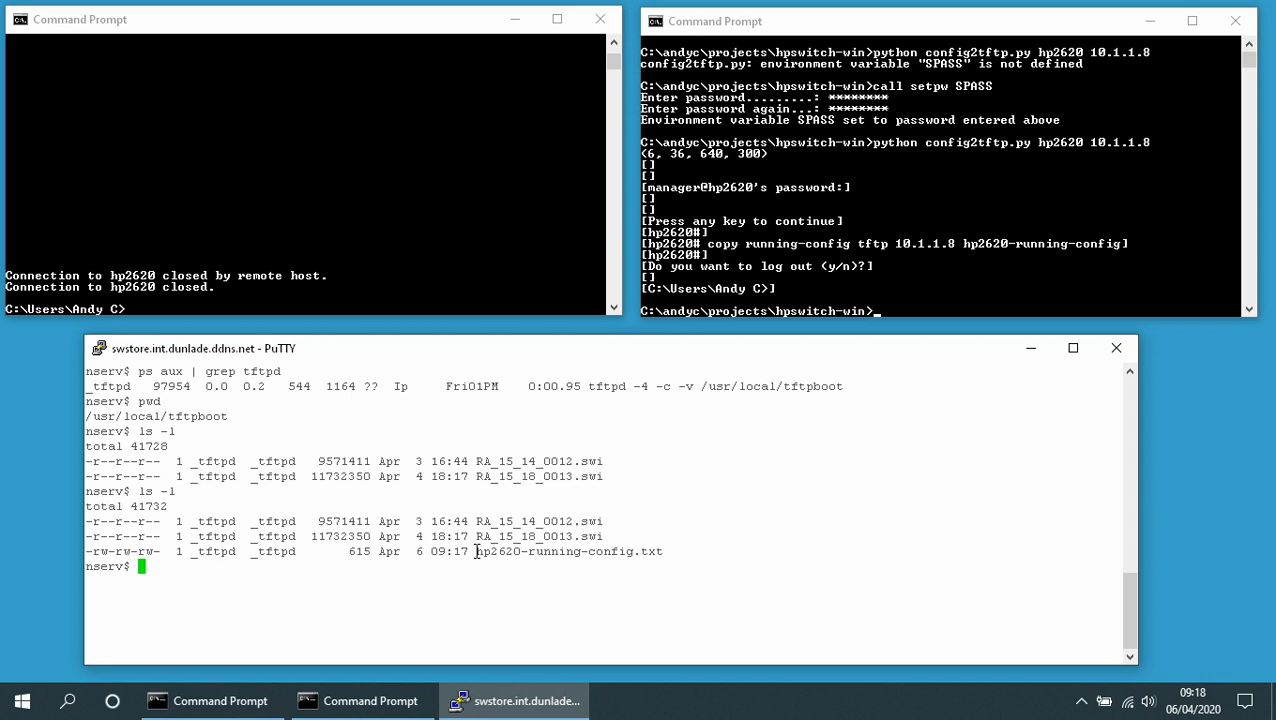 Command Prompt
Connection to hp2620 closed by remote host.
Connection to hp2620 closed.
C:\Users\Andy C>
Command Prompt
C:\andyc\projects\hpswitch-win>python config2tftp.py hp2620 10.1.1.8
config2tftp.py: environment variable "SPASS" is not defined
C:\andyc\projects\hpswitch-win>call setpw SPASS
Enter password.........: ********
Enter password again...: ********
Environment variable SPASS set to password entered above
C:\andyc\projects\hpswitch-win>python config2tftp.py hp2620 10.1.1.8
(6, 36, 640, 300)
[]
[]
[manager@hp2620's password:]
[]
[]
[Press any key to continue]
[hp2620#]
[hp2620# copy running-config tftp 10.1.1.8 hp2620-running-config]
[hp2620#]
[Do you want to log out (y/n)?]
[]
[C:\Users\Andy C>]
C:\andyc\projects\hpswitch-win>_
swstore.int.dunlade.ddns.net - PuTTY
nserv$ ps aux | grep tftpd
_tftpd 97954 0.0 0.2 544 1164 ?? Ip Fri01PM 0:00.95 tftpd -4 -c -v /usr/local/tftpboot
nserv$ pwd
/usr/local/tftpboot
nserv$ ls -l
total 41728
-r--r--r-- 1 _tftpd _tftpd 9571411 Apr 3 16:44 RA_15_14_0012.swi
-r--r--r-- 1 _tftpd _tftpd 11732350 Apr 4 18:17 RA_15_18_0013.swi
nserv$ ls -l
total 41732
-r--r--r-- 1 _tftpd _tftpd 9571411 Apr 3 16:44 RA_15_14_0012.swi
-r--r--r-- 1 _tftpd _tftpd 11732350 Apr 4 18:17 RA_15_18_0013.swi
-rw-rw-rw- 1 _tftpd _tftpd 615 Apr 6 09:17 hp2620-running-config.txt
nserv$
Command Prompt
Command Prompt
swstore.int.dunlade...
09:18
06/04/2020